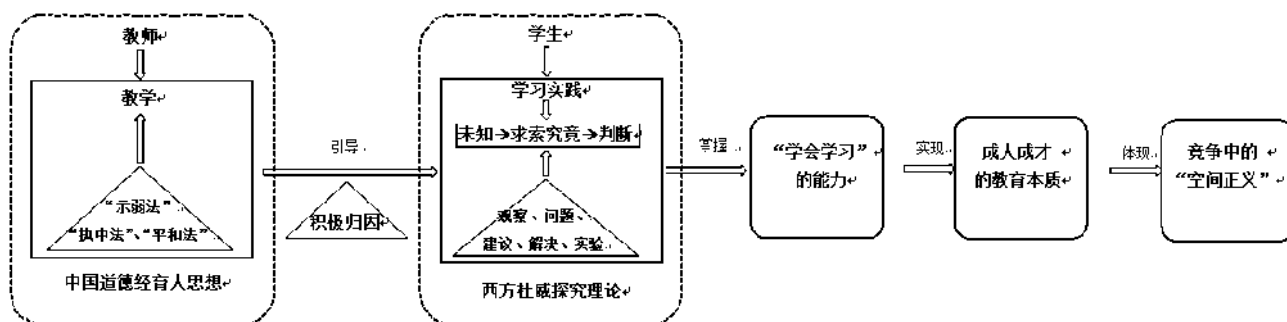 教师
教学
“示弱法”
“执中法”、“平和法”
中国道德经育人思想
引导
积极归因
学生
学习实践
未知→求索究竟→判断
观察、问题、
建议、解决、实验
西方杜威探究理论
掌握
“学会学习”
的能力
实现
成人成才
的教育本质
体现
竞争中的
“空间正义”